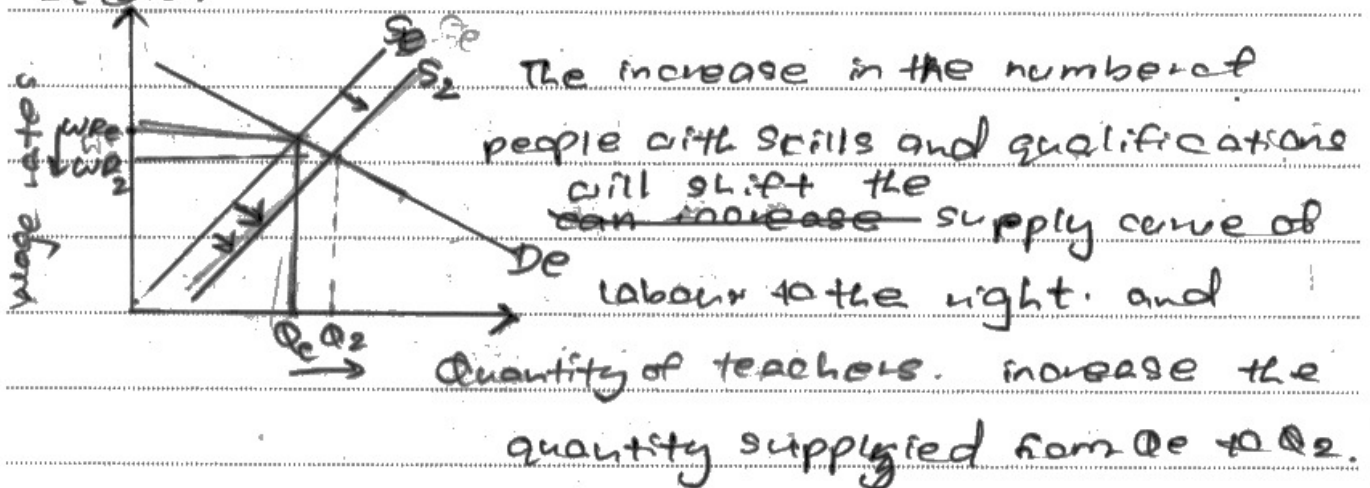 Se
S2
The increase in the number of
people with skills and qualifications
will shift the
can increase supply curve of
De
labour to the right. and
Wage rates
WRe
WR2
Qe Q2
Quantity of teachers. increase the
quantity supplied from Qe to Q2.